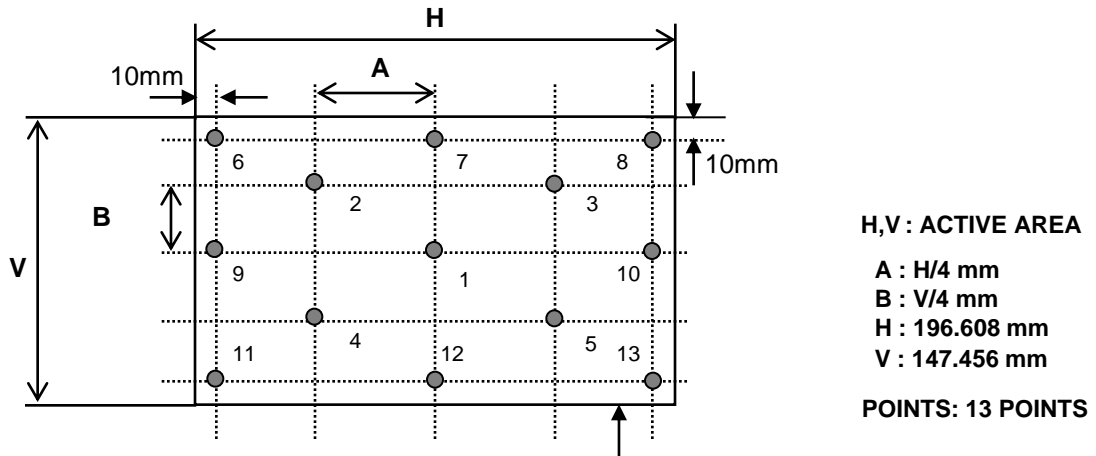 H
10mm
A
6
7
8
10mm
2
3
B
H,V : ACTIVE AREA
V
9
1
10
A : H/4 mm
B : V/4 mm
4
5
H : 196.608 mm
11
12
13
V : 147.456 mm
POINTS: 13 POINTS